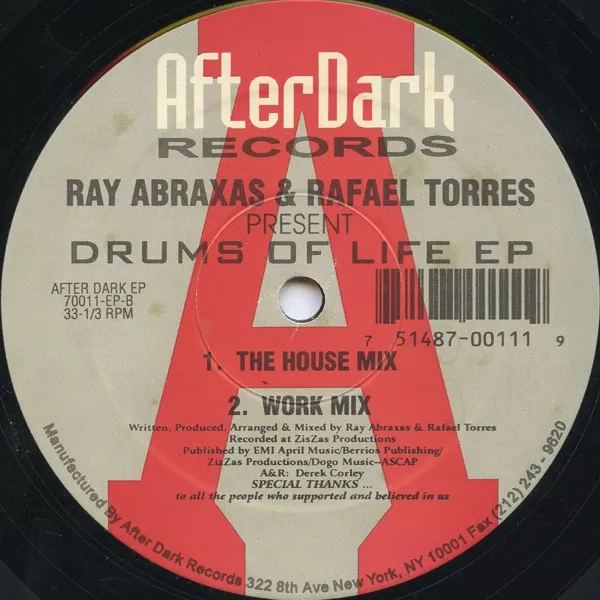 AfterDark
RECORDS
RAY ABRAXAS & RAFAEL TORRES
PRESENT
DRUMS OF LIFE EP
AFTER DARK EP
70011-EP-B
33-1/3 RPM
7 51487-00111 9
1. THE HOUSE MIX
2. WORK MIX
Written, Produced, Arranged & Mixed by Ray Abraxas & Rafael Torres
Recorded at ZisZas Productions
Published by EMI April Music/Berrios Publishing/
ZizZas Productions/Dogo Music--ASCAP
A&R: Derek Corley
SPECIAL THANKS ...
to all the people who supported and believed in us
Manufactured By After Dark Records 322 8th Ave New York, NY 10001 Fax (212) 243 - 9620